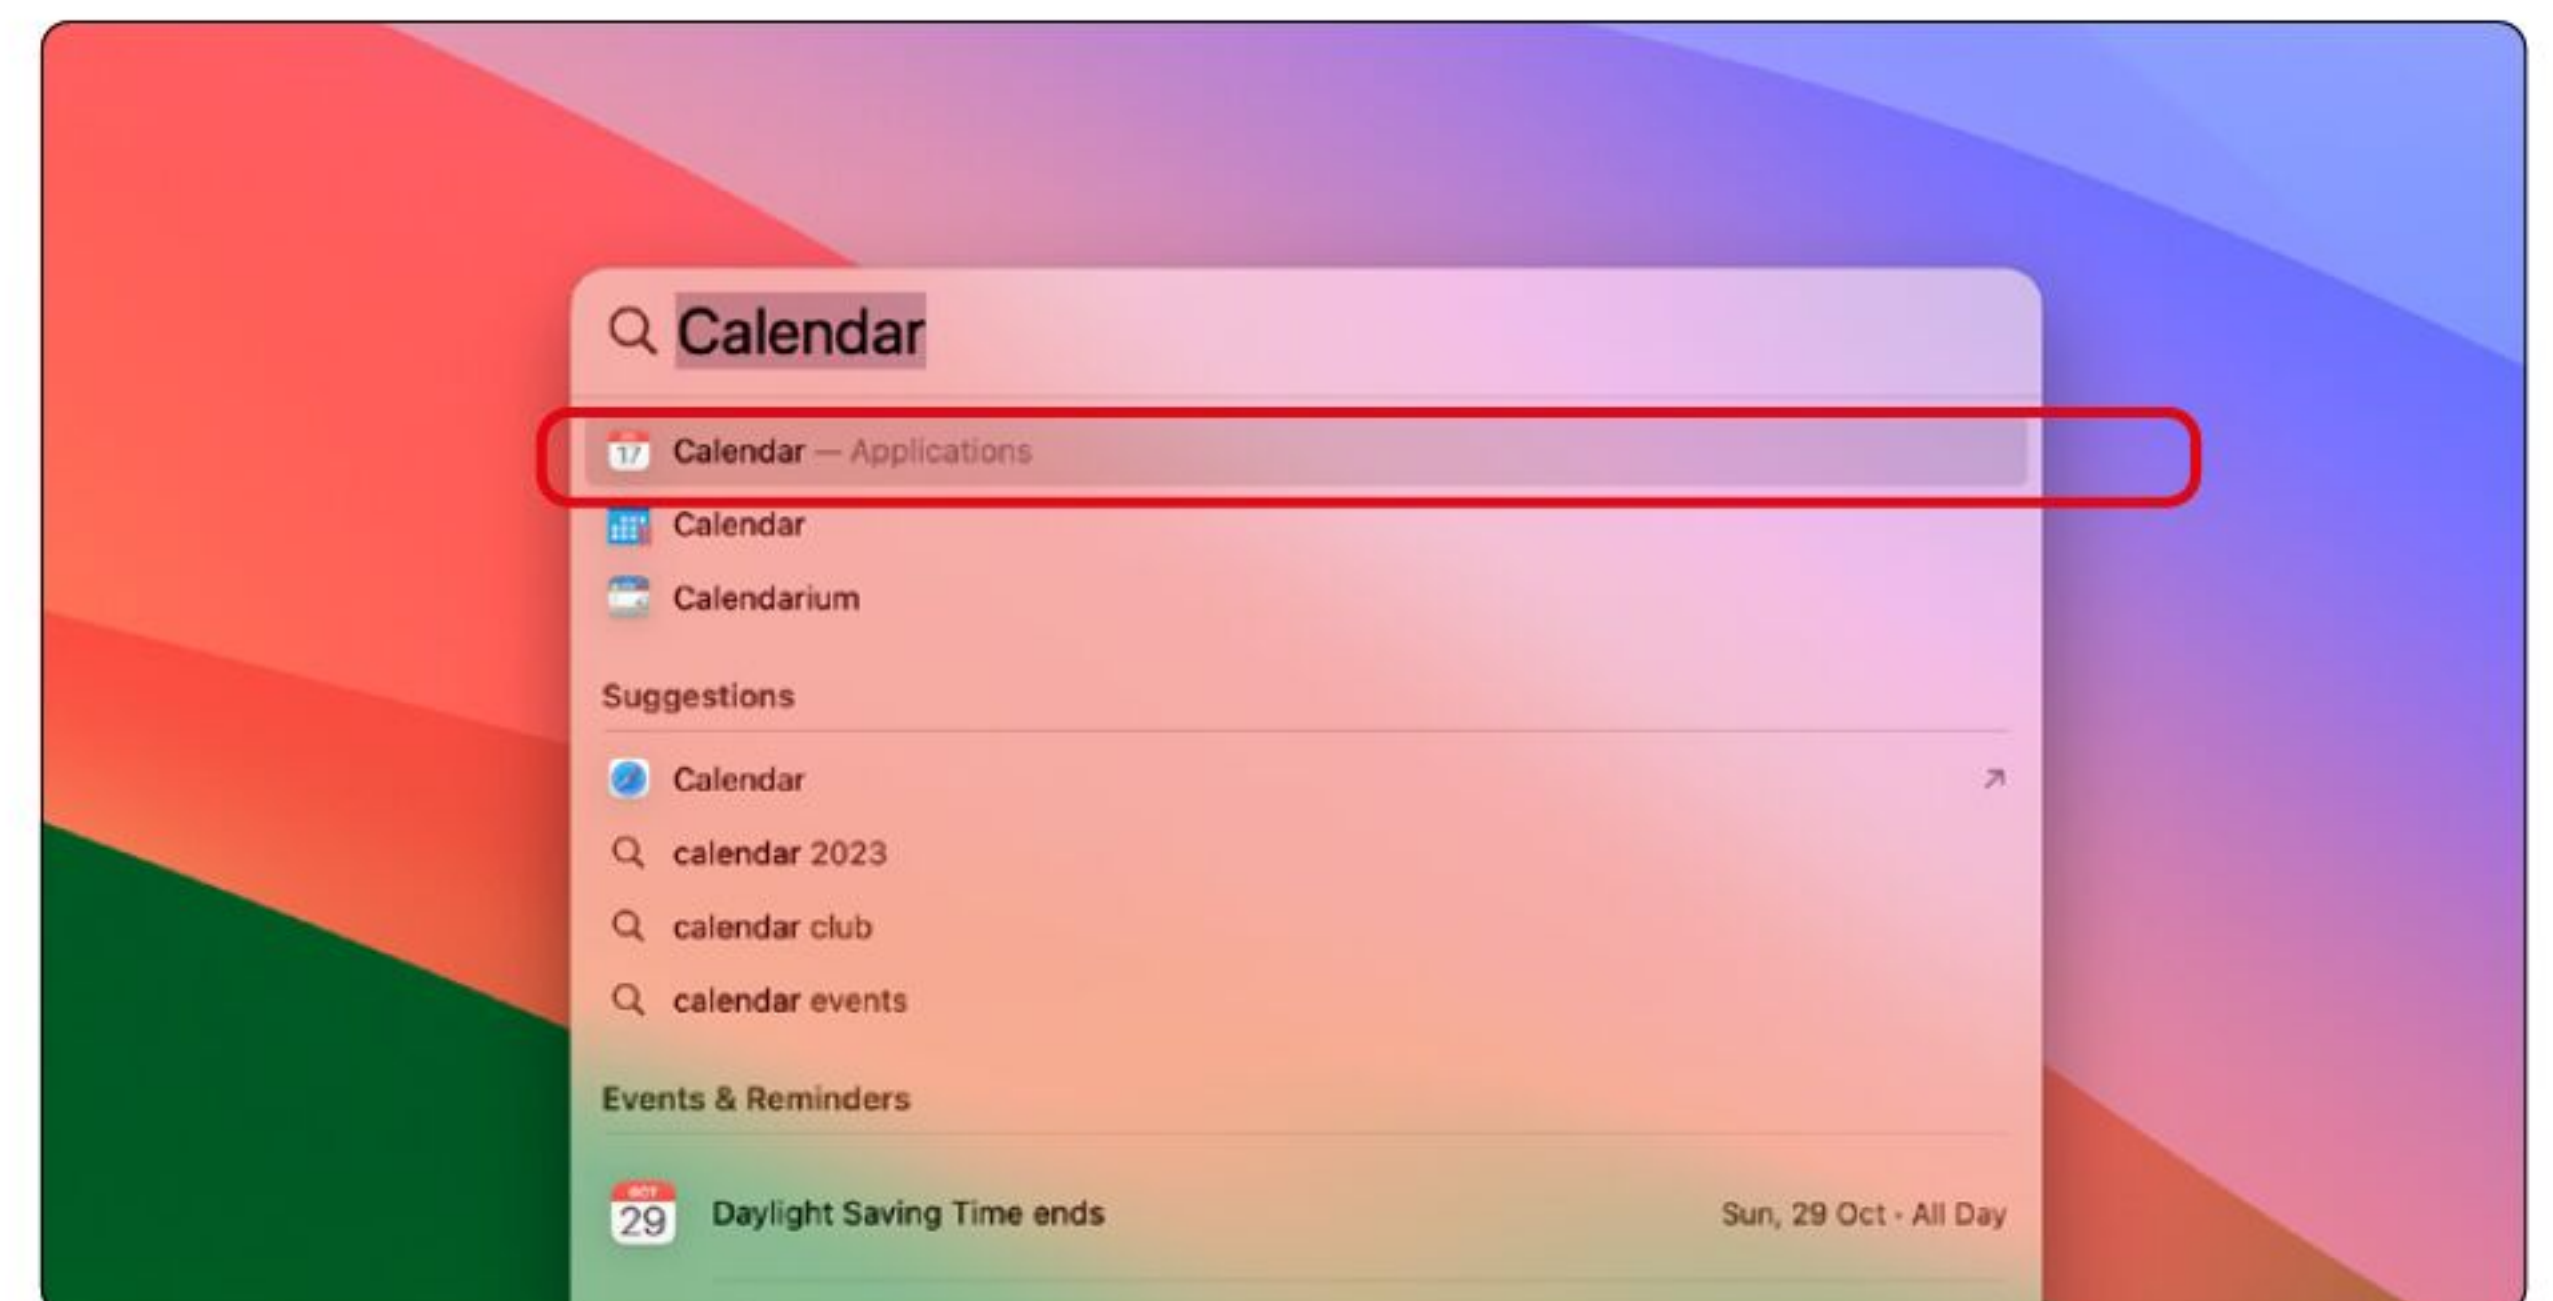 Calendar
17
Calendar — Applications
Calendar
Calendarium
Suggestions
Calendar
calendar 2023
calendar club
calendar events
Events & Reminders
OCT
29
Daylight Saving Time ends
Sun, 29 Oct · All Day